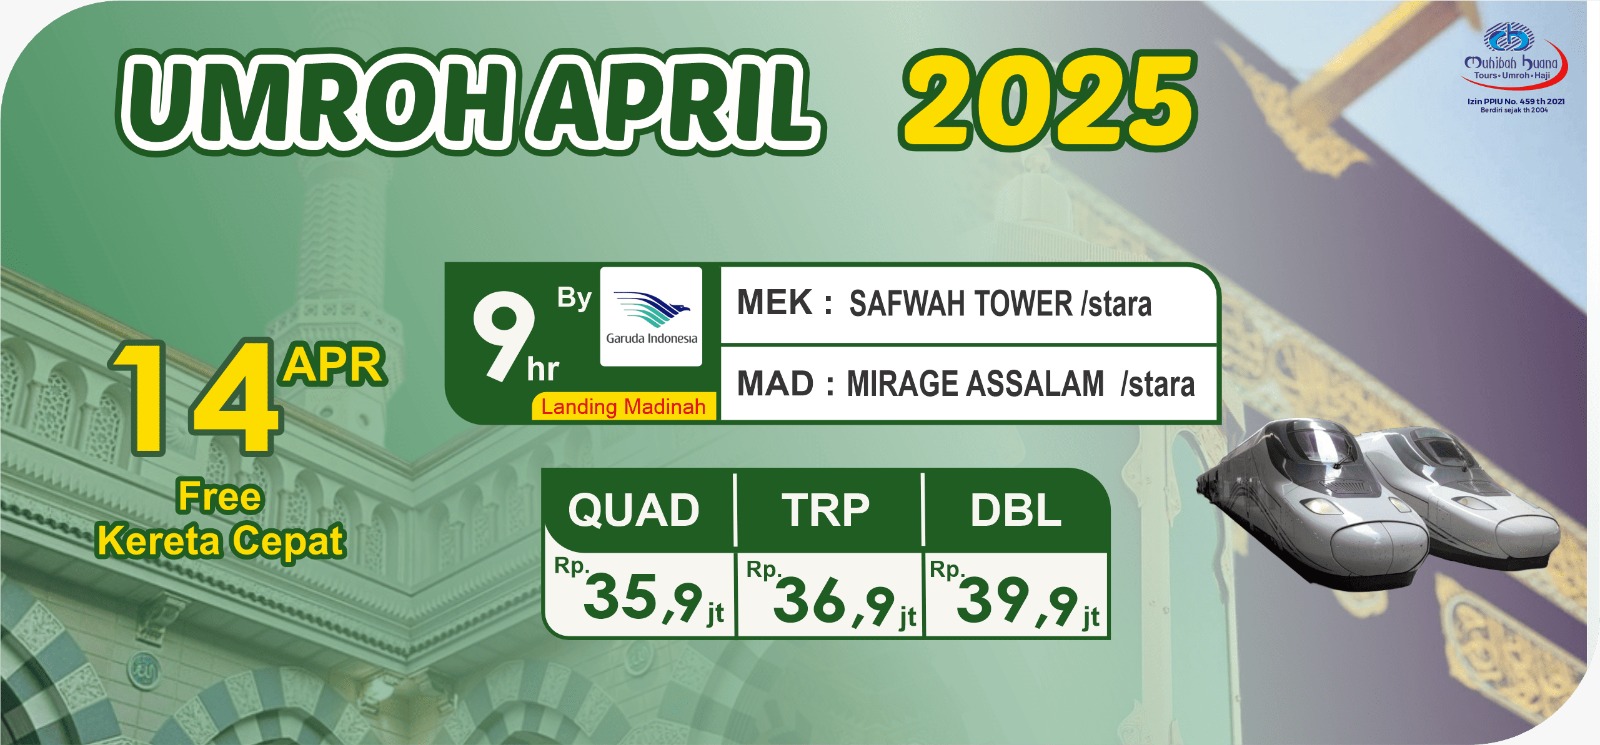 UMROH APRIL 2025
Muhibah Buana
Tours • Umroh • Haji
Izin PPIU No. 459 th 2021
Berdiri sejak th 2004
14 APR
Free
Kereta Cepat
9 hr
By
Garuda Indonesia
Landing Madinah
MEK : SAFWAH TOWER /stara
MAD : MIRAGE ASSALAM /stara
QUAD TRP DBL
Rp. 35,9 jt Rp. 36,9 jt Rp. 39,9 jt